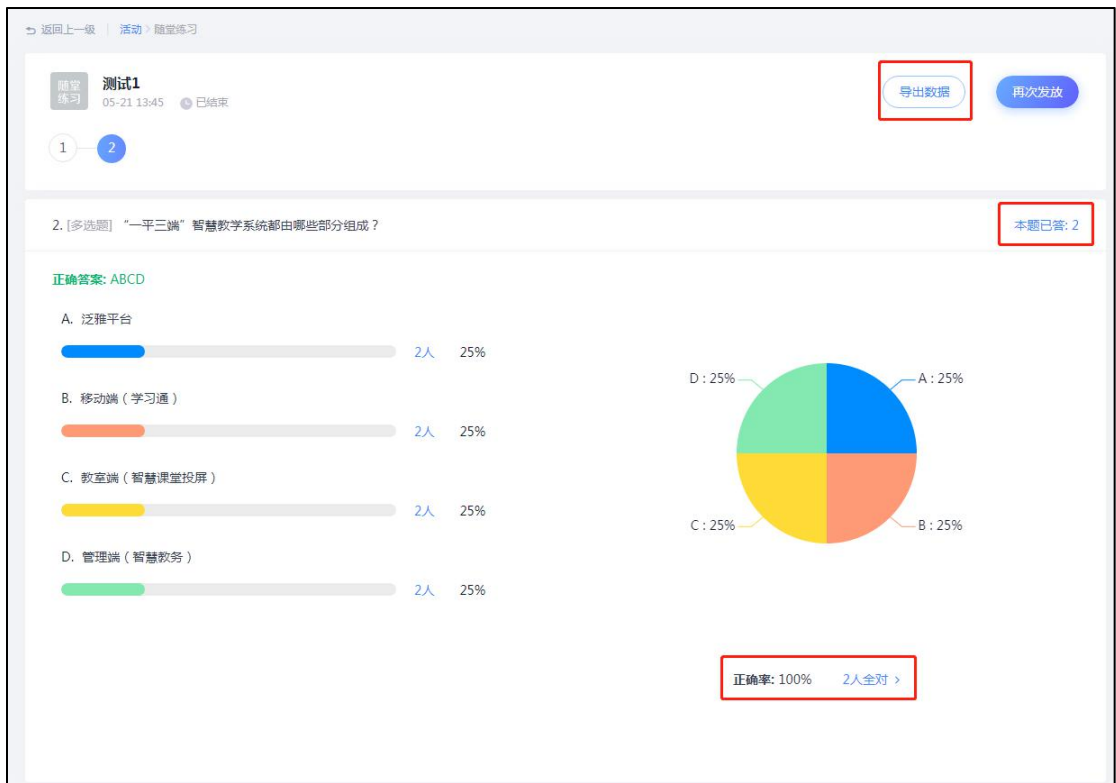 返回上一级 | 活动 > 随堂练习
随堂
练习
测试1
05-21 13:45 已结束
导出数据
再次发放
1
2
2. [多选题] “一平三端”智慧教学系统都由哪些部分组成？
本题已答: 2
正确答案: ABCD
A. 泛雅平台
2人 25%
B. 移动端（学习通）
2人 25%
C. 教室端（智慧课堂投屏）
2人 25%
D. 管理端（智慧教务）
2人 25%
D : 25%
A : 25%
C : 25%
B : 25%
正确率: 100% 2人全对 >